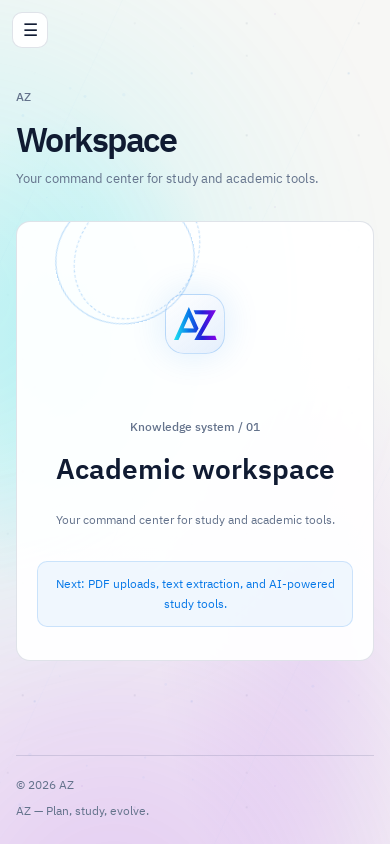 ☰
AZ
Workspace
Your command center for study and academic tools.
AZ
Knowledge system / 01
Academic workspace
Your command center for study and academic tools.
Next: PDF uploads, text extraction, and AI-powered
study tools.
© 2026 AZ
AZ — Plan, study, evolve.